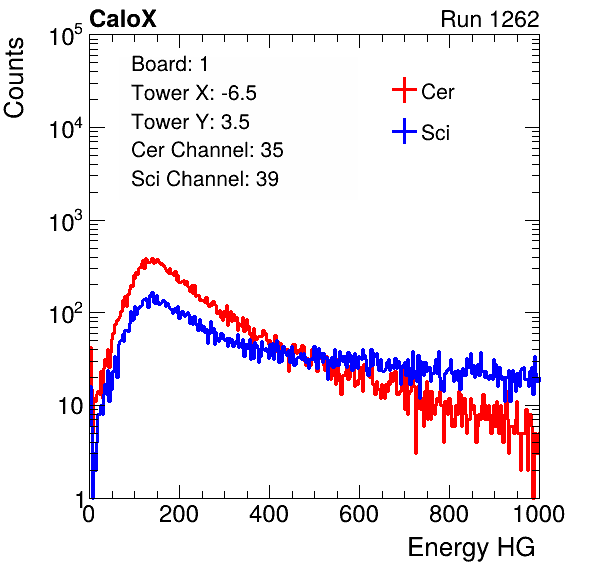 CaloX Run 1262
Counts
10^5
10^4
10^3
10^2
10
1
Board: 1
Tower X: -6.5
Tower Y: 3.5
Cer Channel: 35
Sci Channel: 39
Cer
Sci
0 200 400 600 800 1000
Energy HG